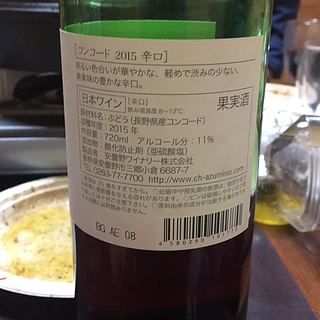 [コンコード 2015 辛口]
明るい色合いが華やかな、軽めで渋みの少ない、
果実味の豊かな辛口。
日本ワイン 【辛口】 飲み頃温度 8~12℃ 果実酒
原材料名:ぶどう(長野県産コンコード)
収穫年度:2015年
内容量:720ml アルコール分:11%
添加物:酸化防止剤(亜硫酸塩)
安曇野ワイナリー株式会社
長野県安曇野市三郷小倉6687-7
TEL 0263-77-7700 http://www.ch-azumino.com
BG AE 08